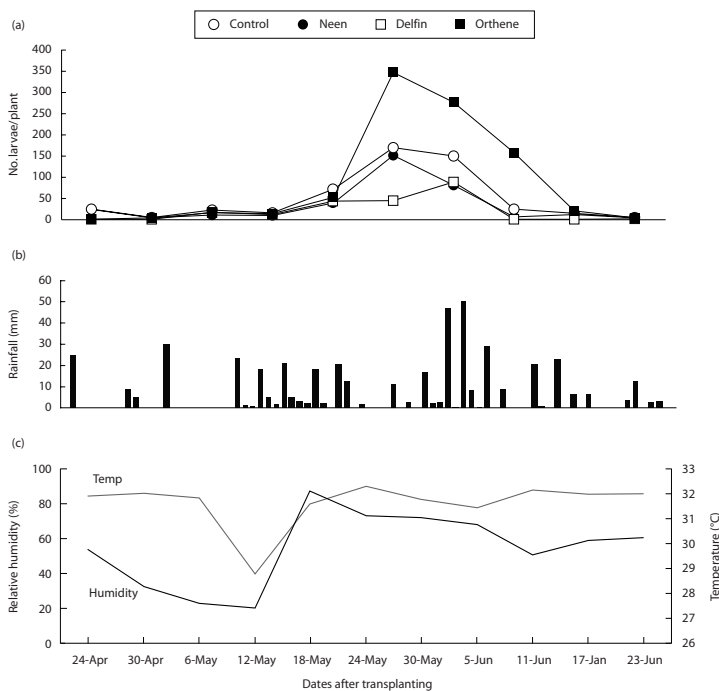 (a)
Control Neen Delfin Orthene
No.larvae/plant
400
350
300
250
200
150
100
50
0
(b)
Rainfall (mm)
60
50
40
30
20
10
0
(c)
Relative humidity (%)
100
80
60
40
20
0
Temp
Humidity
33
32
31
30
29
28
27
26
Temperature (°C)
24-Apr 30-Apr 6-May 12-May 18-May 24-May 30-May 5-Jun 11-Jun 17-Jan 23-Jun
Dates after transplanting